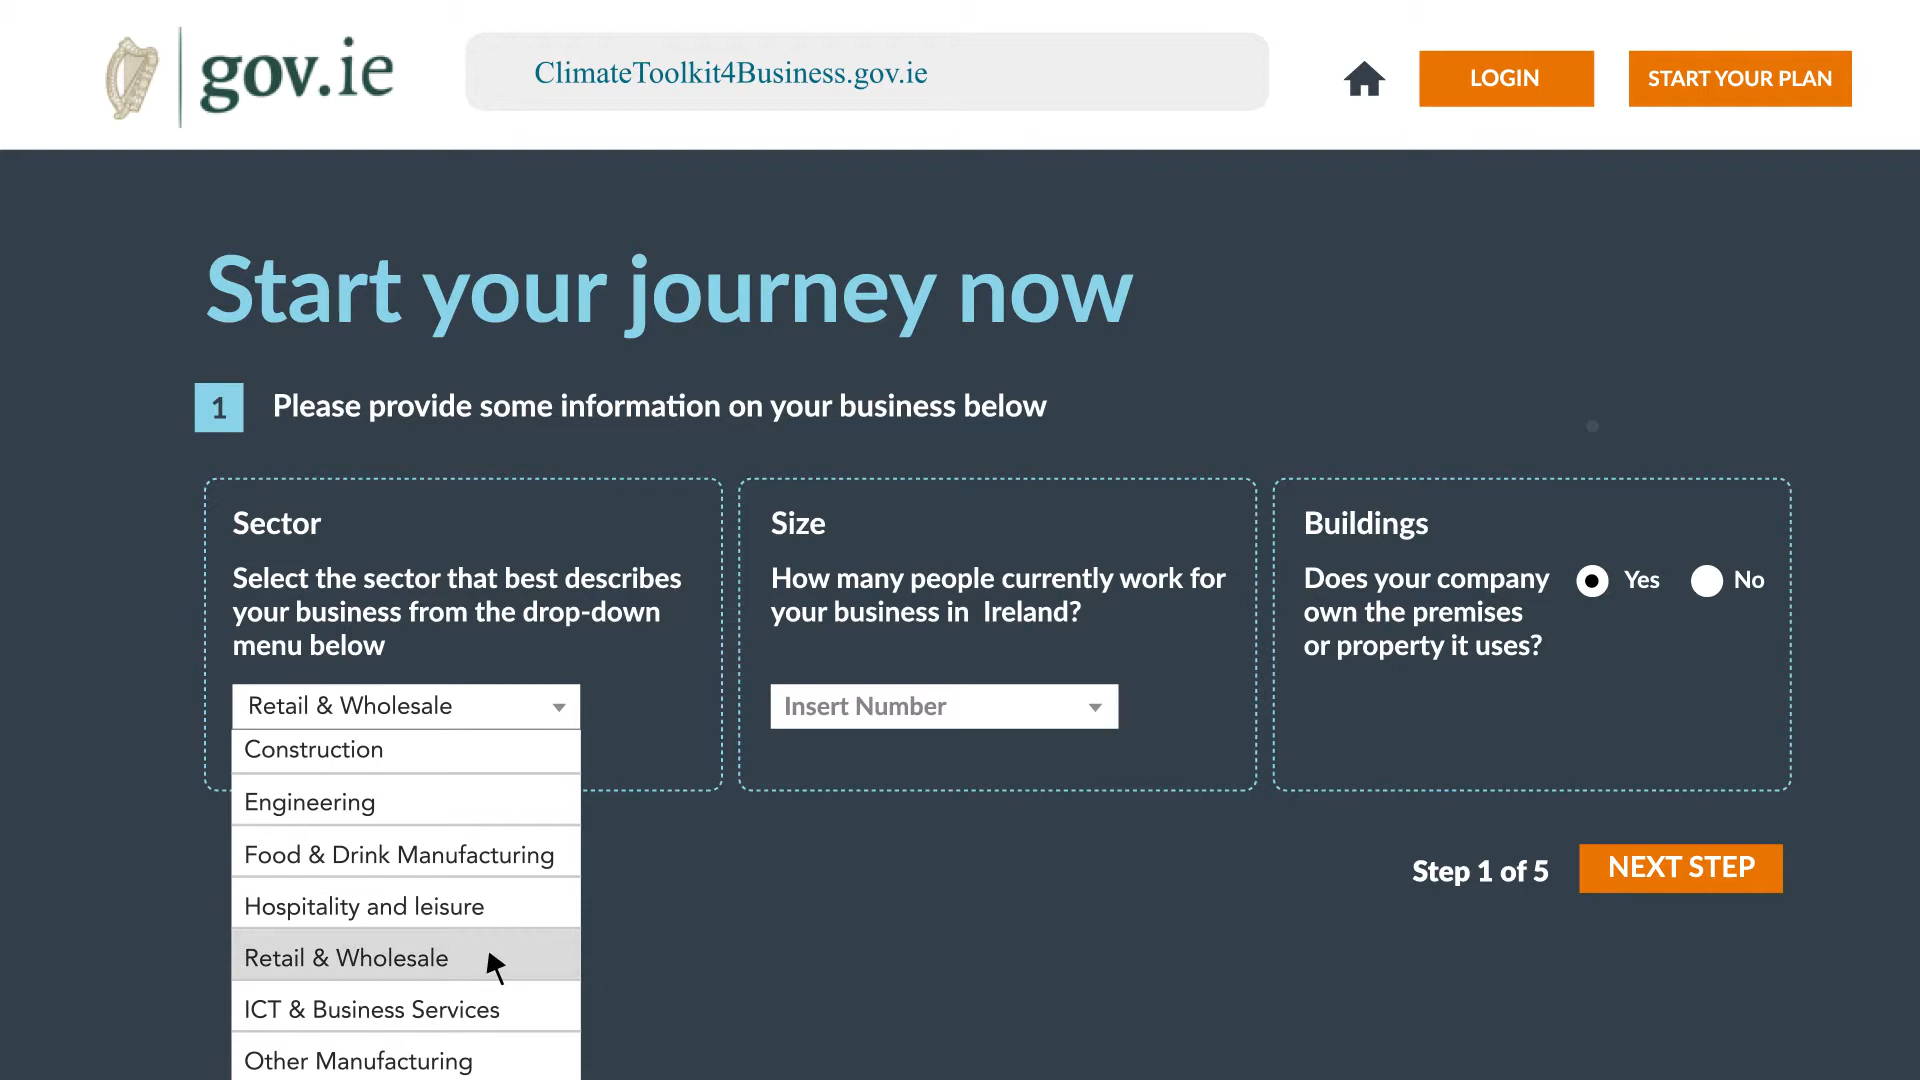 gov.ie
ClimateToolkit4Business.gov.ie
LOGIN
START YOUR PLAN
Start your journey now
1
Please provide some information on your business below
Sector
Select the sector that best describes
your business from the drop-down
menu below
Retail & Wholesale
Construction
Engineering
Food & Drink Manufacturing
Hospitality and leisure
Retail & Wholesale
ICT & Business Services
Other Manufacturing
Size
How many people currently work for
your business in Ireland?
Insert Number
Buildings
Does your company
own the premises
or property it uses?
Yes
No
Step 1 of 5
NEXT STEP